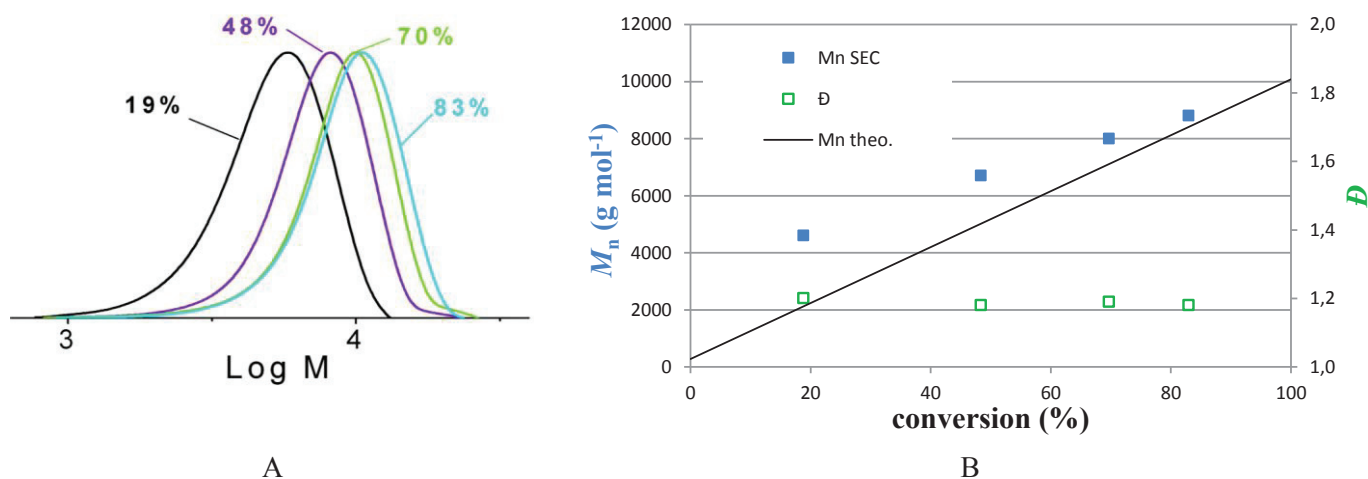 48%
70%
19%
83%
3
4
Log M
A
12000
10000
8000
6000
4000
2000
0
Mn (g mol-1)
Mn SEC
Đ
Mn theo.
2,0
1,8
1,6
1,4
1,2
1,0
Đ
0
20
40
60
80
100
conversion (%)
B